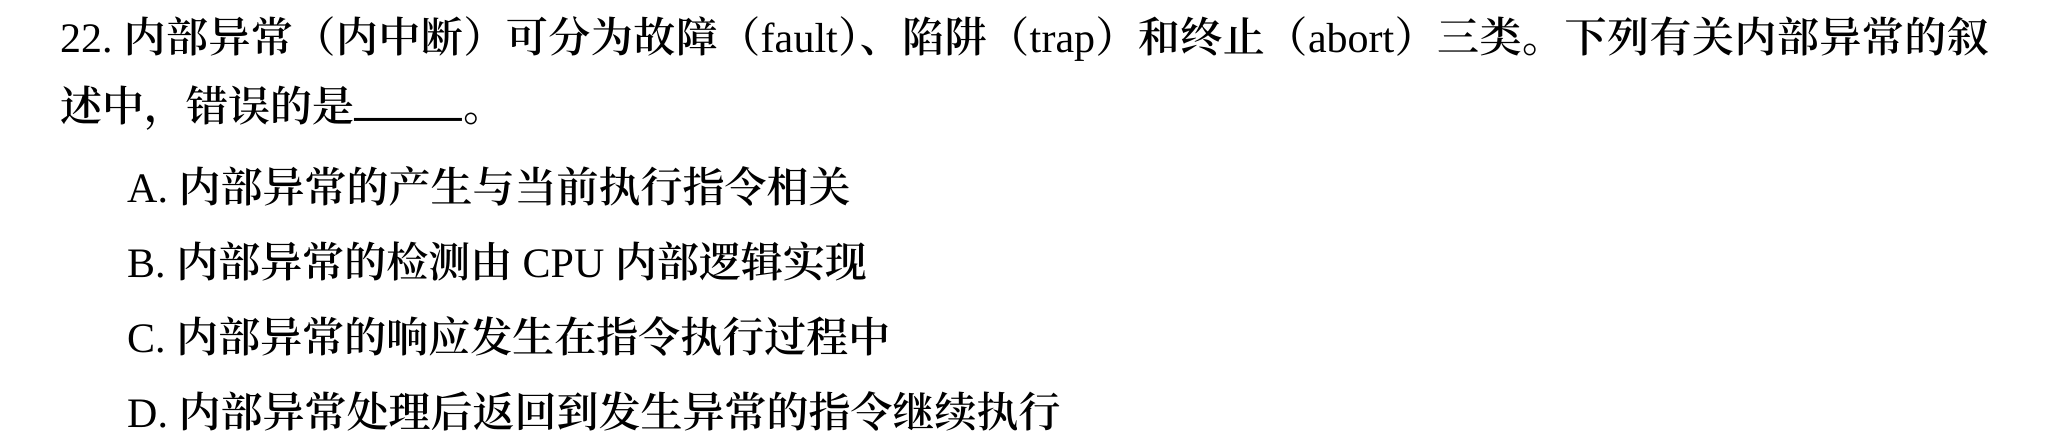 22. 内部异常（内中断）可分为故障（fault）、陷阱（trap）和终止（abort）三类。下列有关内部异常的叙
述中，错误的是_____。
A. 内部异常的产生与当前执行指令相关
B. 内部异常的检测由 CPU 内部逻辑实现
C. 内部异常的响应发生在指令执行过程中
D. 内部异常处理后返回到发生异常的指令继续执行